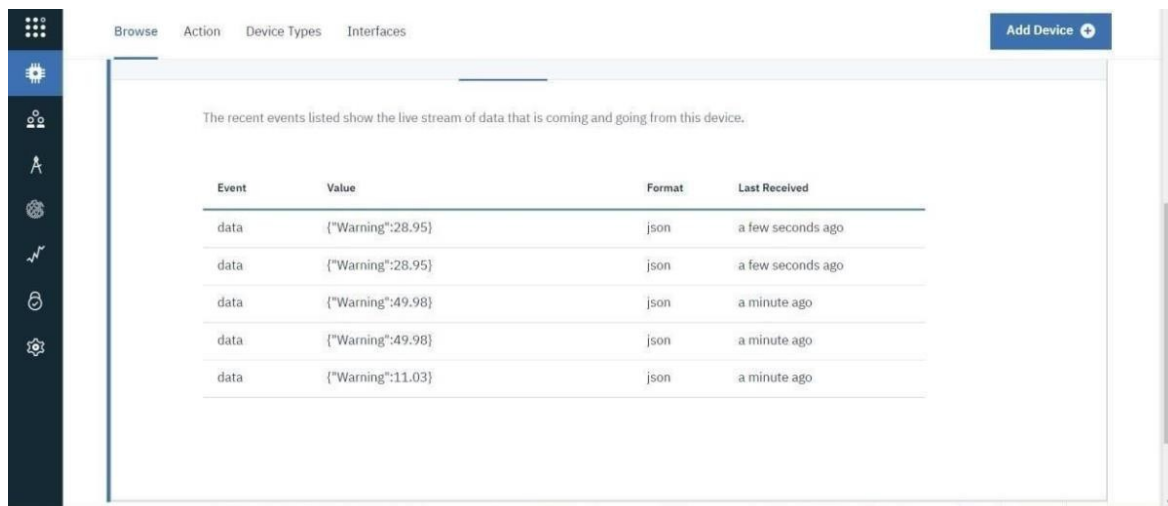 Browse Action Device Types Interfaces Add Device
The recent events listed show the live stream of data that is coming and going from this device.
Event Value Format Last Received
data {"Warning":28.95} json a few seconds ago
data {"Warning":28.95} json a few seconds ago
data {"Warning":49.98} json a minute ago
data {"Warning":49.98} json a minute ago
data {"Warning":11.03} json a minute ago